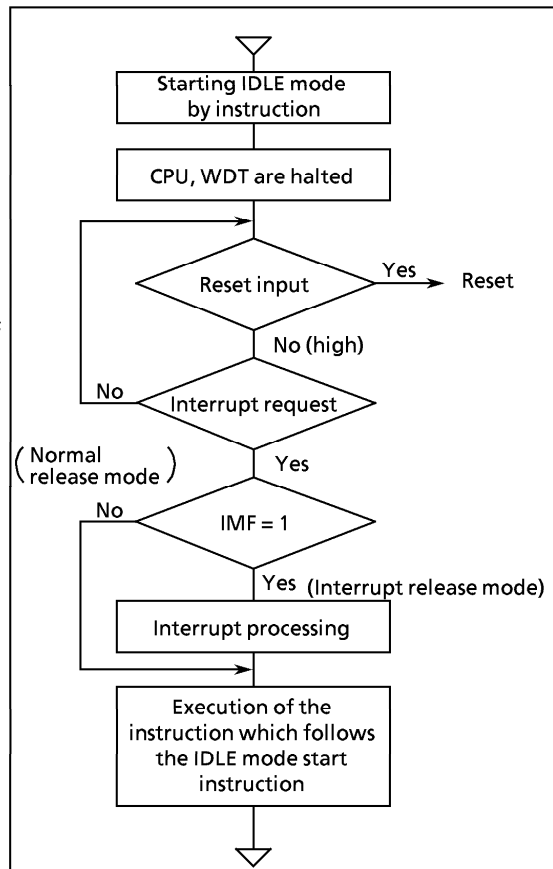 Starting IDLE mode
by instruction
CPU, WDT are halted
Reset input
Yes
Reset
No (high)
No
Interrupt request
(Normal
release mode)
Yes
No
IMF = 1
Yes
(Interrupt release mode)
Interrupt processing
Execution of the
instruction which follows
the IDLE mode start
instruction